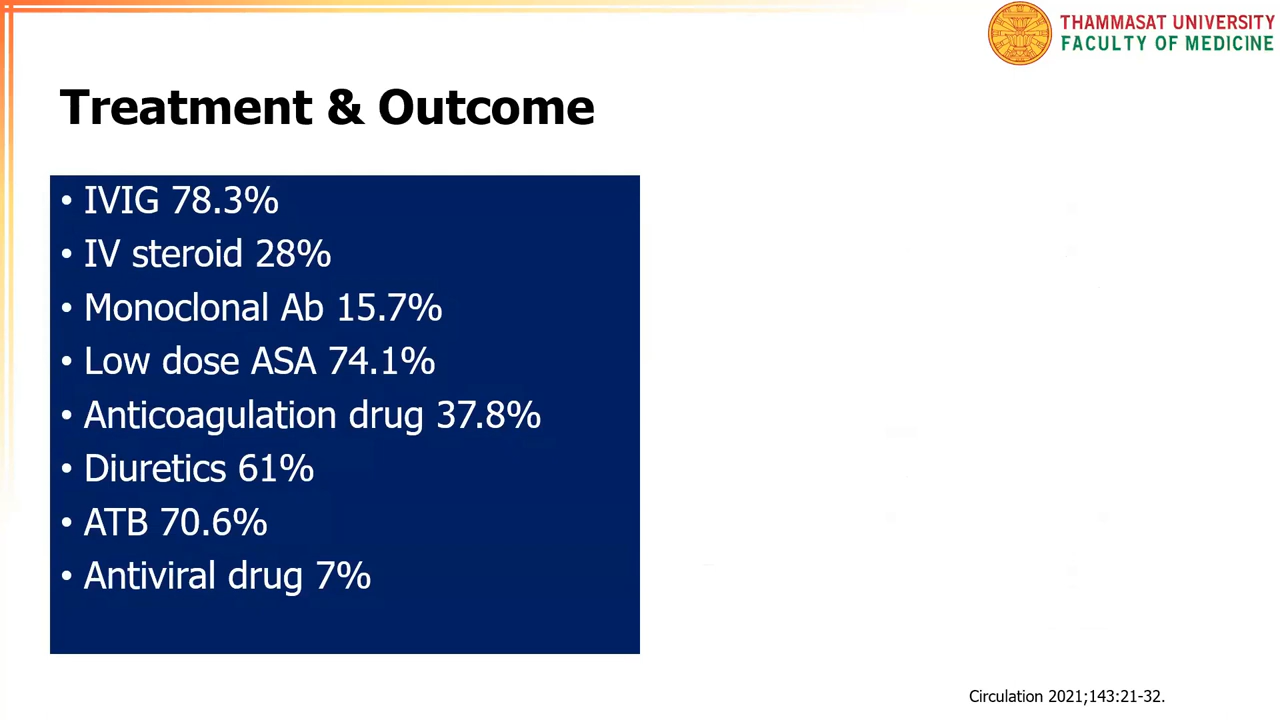 THAMMASAT UNIVERSITY
FACULTY OF MEDICINE
Treatment & Outcome
• IVIG 78.3%
• IV steroid 28%
• Monoclonal Ab 15.7%
• Low dose ASA 74.1%
• Anticoagulation drug 37.8%
• Diuretics 61%
• ATB 70.6%
• Antiviral drug 7%
Circulation 2021;143:21-32.